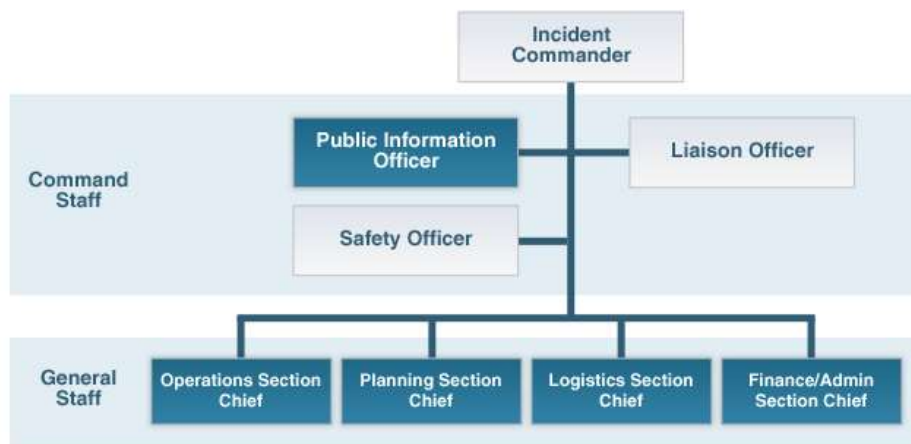 Incident
Commander
Public Information
Officer
Liaison Officer
Command
Staff
Safety Officer
General
Staff
Operations Section
Chief
Planning Section
Chief
Logistics Section
Chief
Finance/Admin
Section Chief